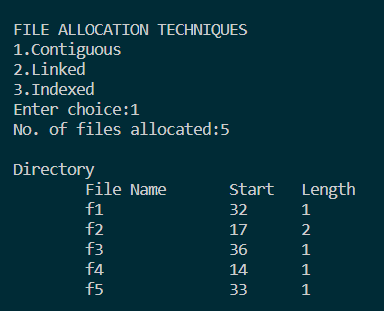 FILE ALLOCATION TECHNIQUES
1.Contiguous
2.Linked
3.Indexed
Enter choice:1
No. of files allocated:5
Directory
File Name Start Length
f1 32 1
f2 17 2
f3 36 1
f4 14 1
f5 33 1